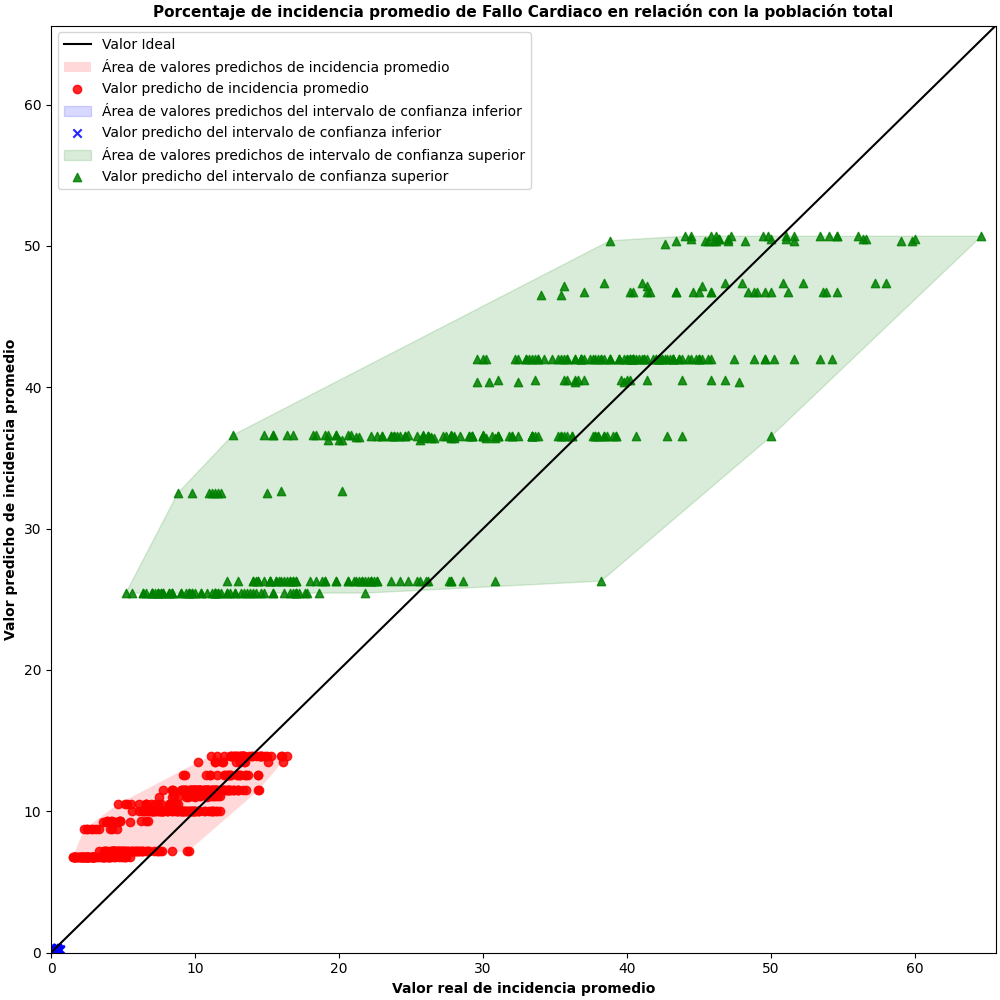 Porcentaje de incidencia promedio de Fallo Cardiaco en relación con la población total
Valor Ideal
Área de valores predichos de incidencia promedio
Valor predicho de incidencia promedio
Área de valores predichos del intervalo de confianza inferior
Valor predicho del intervalo de confianza inferior
Área de valores predichos de intervalo de confianza superior
Valor predicho del intervalo de confianza superior
Valor predicho de incidencia promedio
60
50
40
30
20
10
0
0 10 20 30 40 50 60
Valor real de incidencia promedio